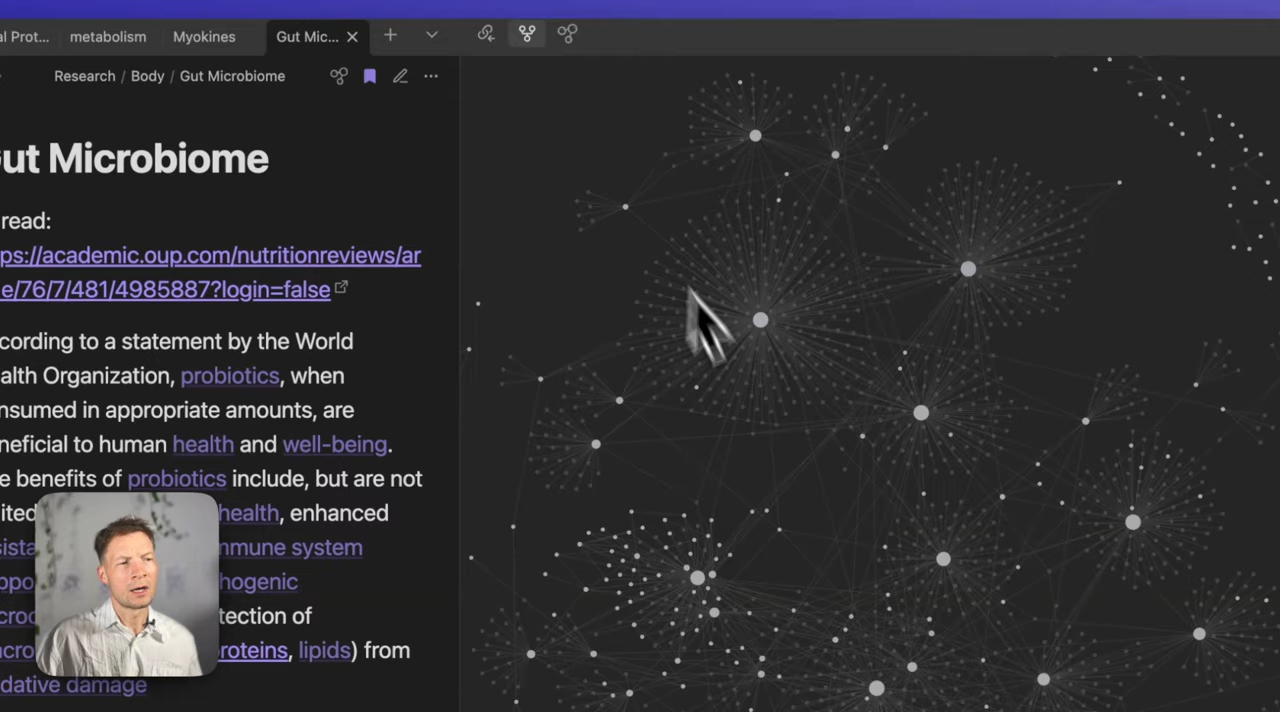 al Prot... metabolism Myokines Gut Mic...
Research / Body / Gut Microbiome
ut Microbiome
read:
ps://academic.oup.com/nutritionreviews/ar
e/76/7/481/4985887?login=false
cording to a statement by the World
alth Organization, probiotics, when
nsumed in appropriate amounts, are
neficial to human health and well-being.
e benefits of probiotics include, but are not
ited health, enhanced
sista mmune system
ppo hogenic
croo tection of
acro roteins, lipids) from
dative damage